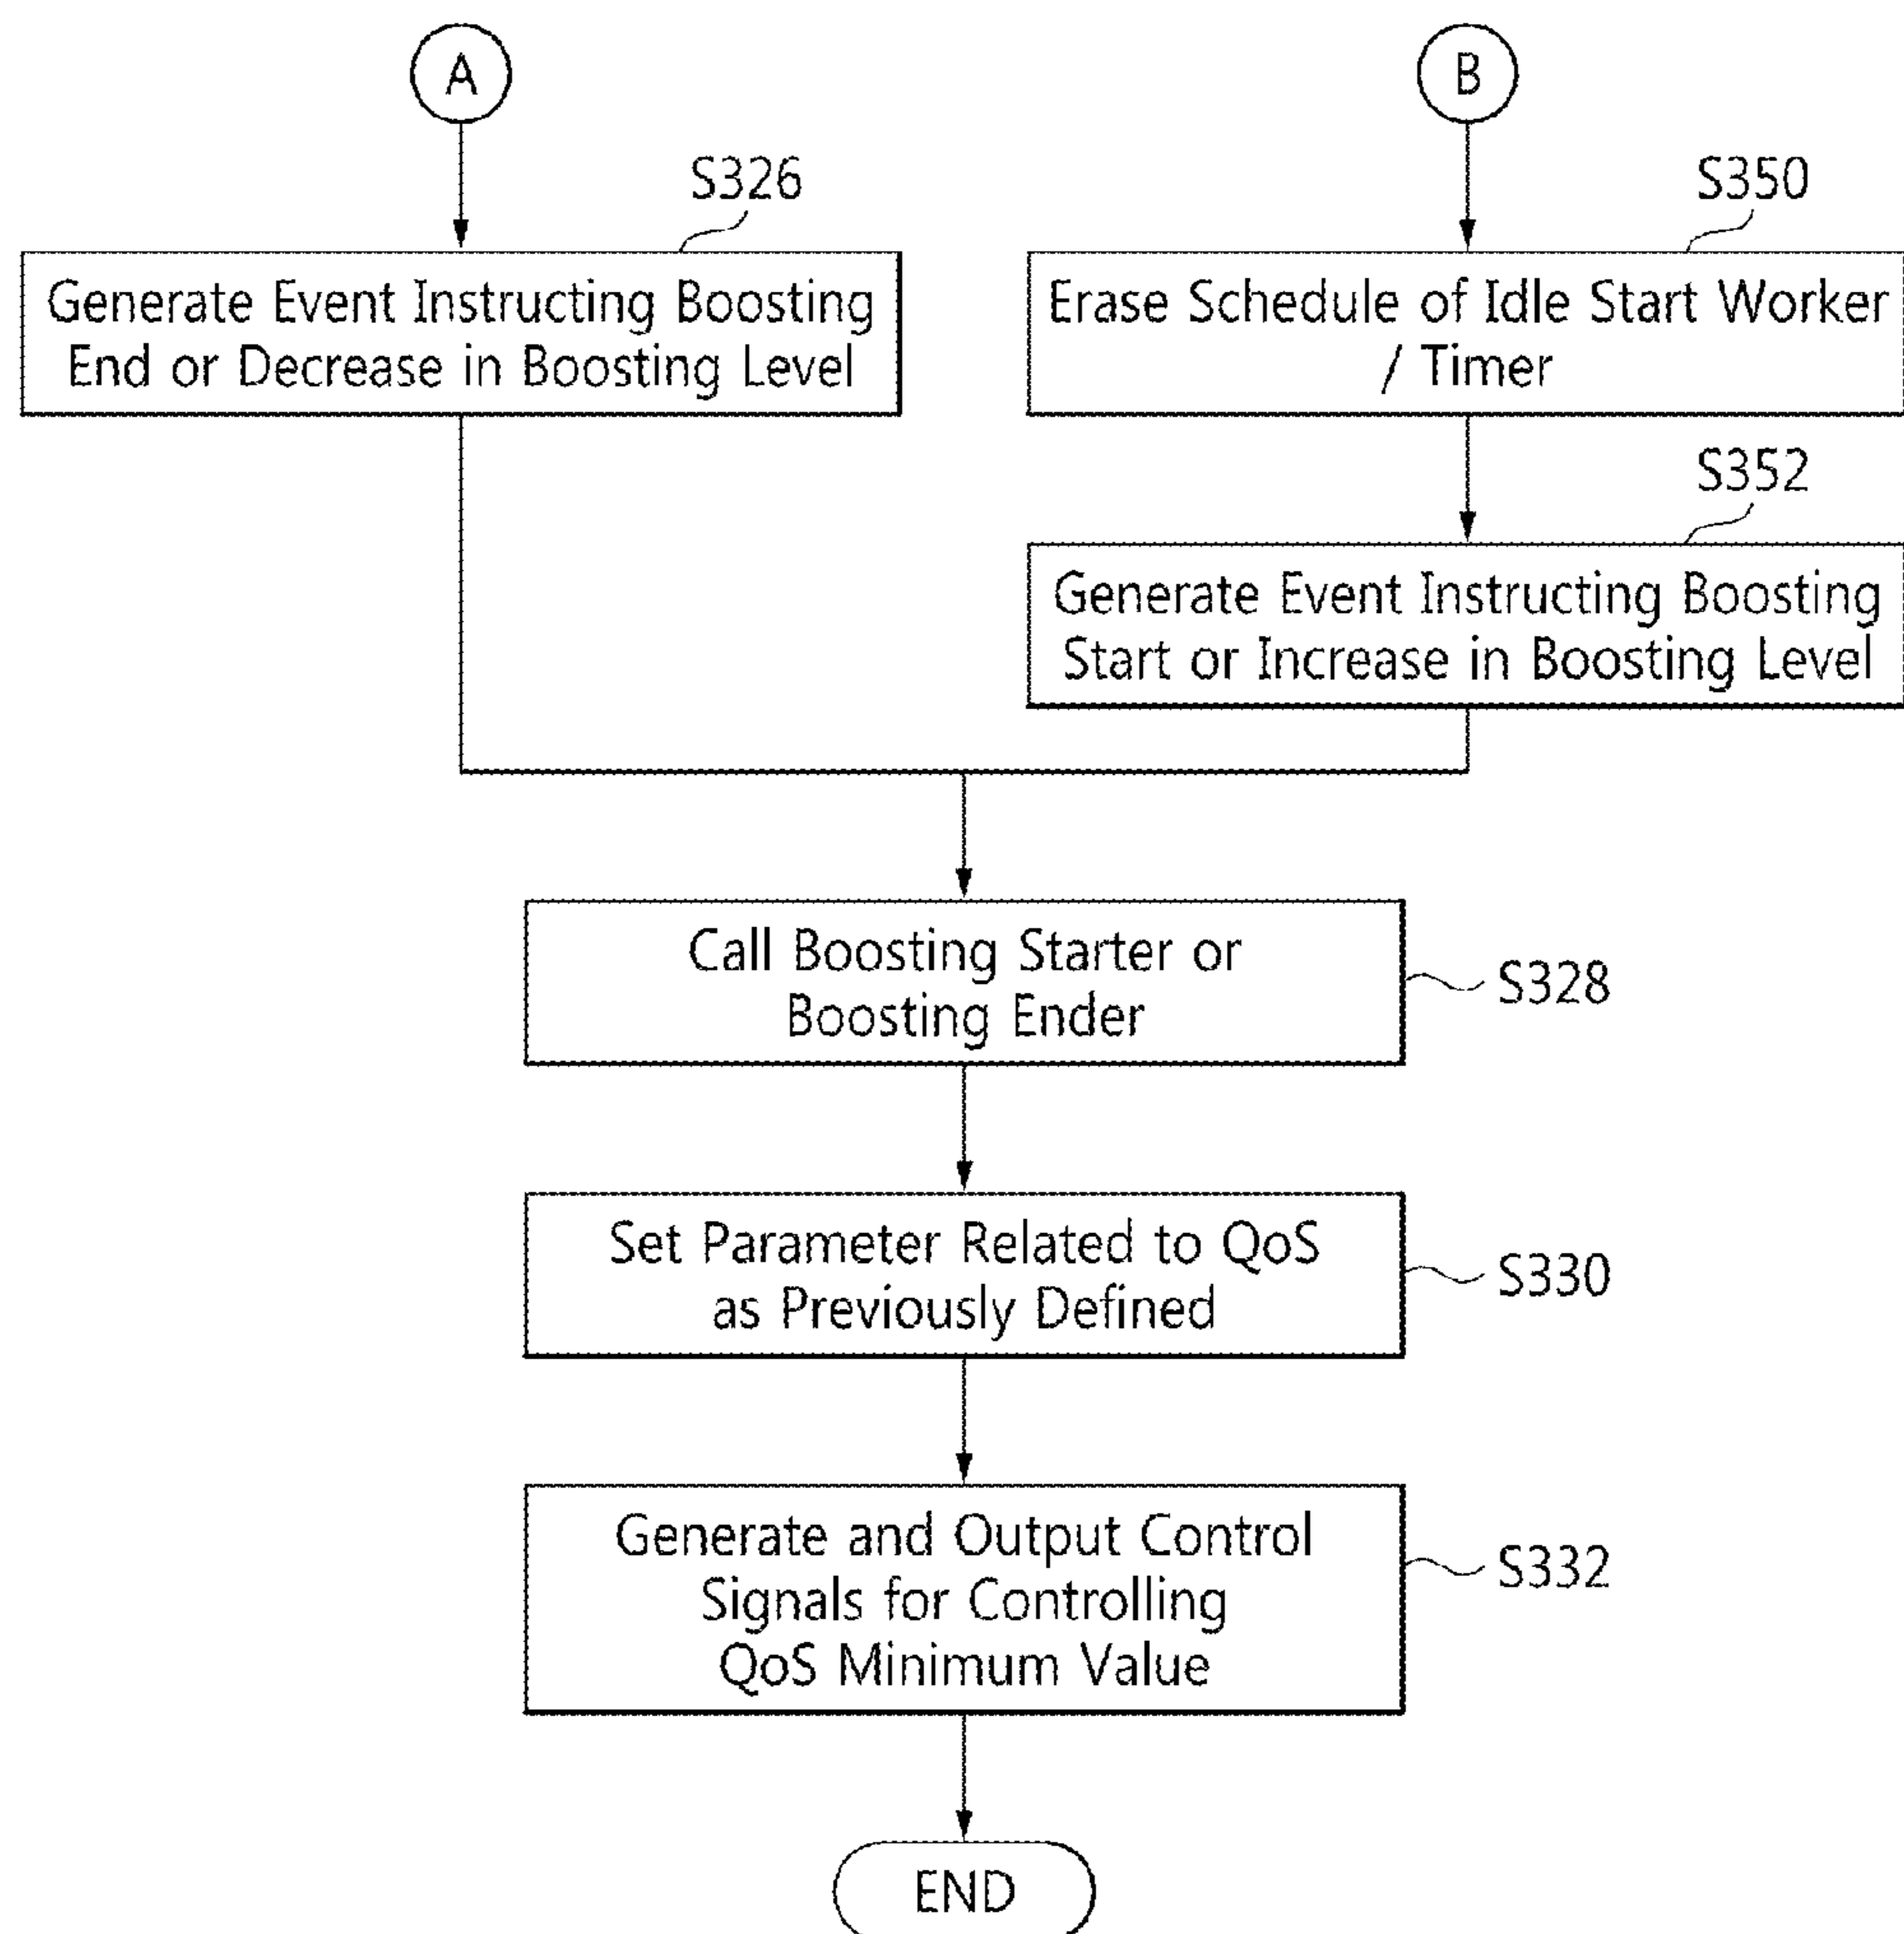 A
B
S326
S350
Generate Event Instructing Boosting
End or Decrease in Boosting Level
Erase Schedule of Idle Start Worker
/ Timer
S352
Generate Event Instructing Boosting
Start or Increase in Boosting Level
Call Boosting Starter or
Boosting Ender
S328
Set Parameter Related to QoS
as Previously Defined
S330
Generate and Output Control
Signals for Controlling
QoS Minimum Value
S332
END